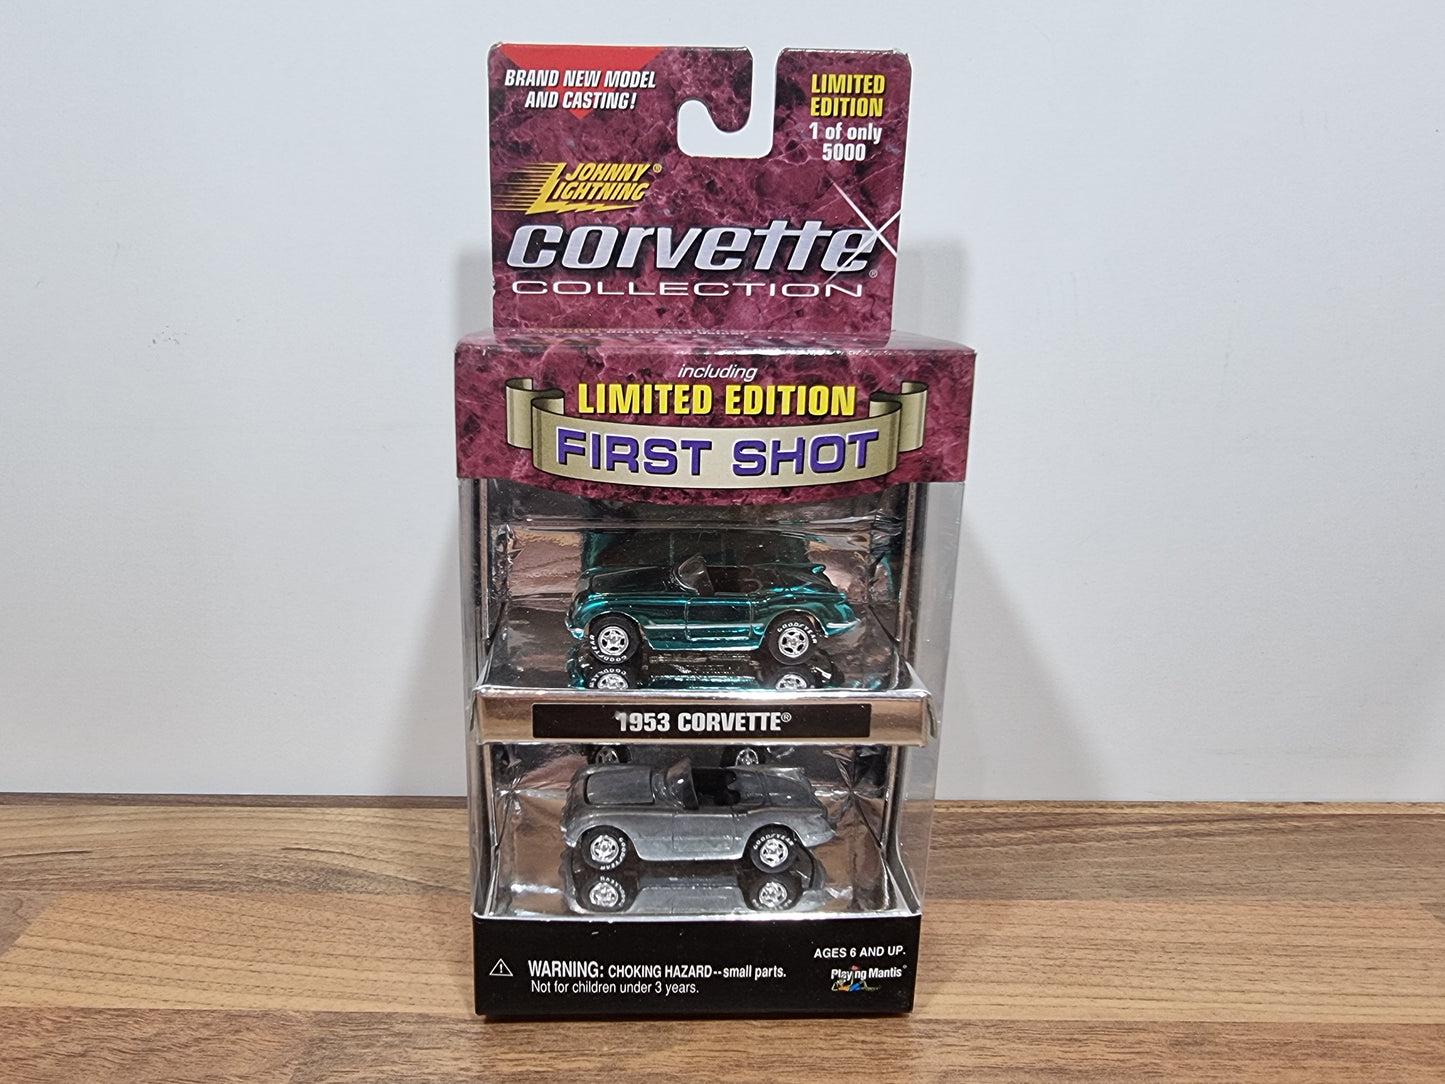 BRAND NEW MODEL
AND CASTING!
LIMITED
EDITION
1 of only
5000
JOHNNY
LIGHTNING®
corvette®
COLLECTION
including
LIMITED EDITION
FIRST SHOT
GOODYEAR
GOODYEAR
1953 CORVETTE®
GOODYEAR
GOODYEAR
AGES 6 AND UP.
⚠ WARNING: CHOKING HAZARD--small parts.
Not for children under 3 years.
Playing Mantis®